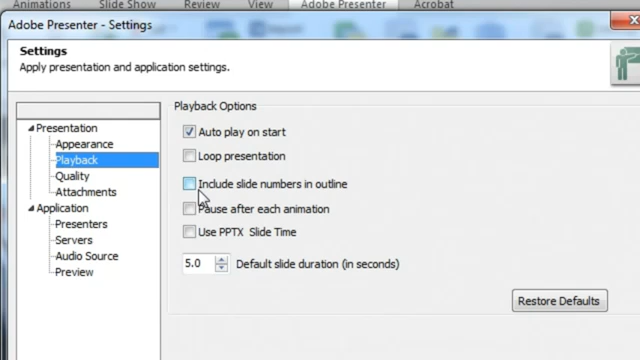 Animations Slide Show Review View Adobe Presenter Acrobat
Adobe Presenter - Settings
Settings
Apply presentation and application settings.
Presentation
Appearance
Playback
Quality
Attachments
Application
Presenters
Servers
Audio Source
Preview
Playback Options
Auto play on start
Loop presentation
Include slide numbers in outline
Pause after each animation
Use PPTX Slide Time
5.0 Default slide duration (in seconds)
Restore Defaults